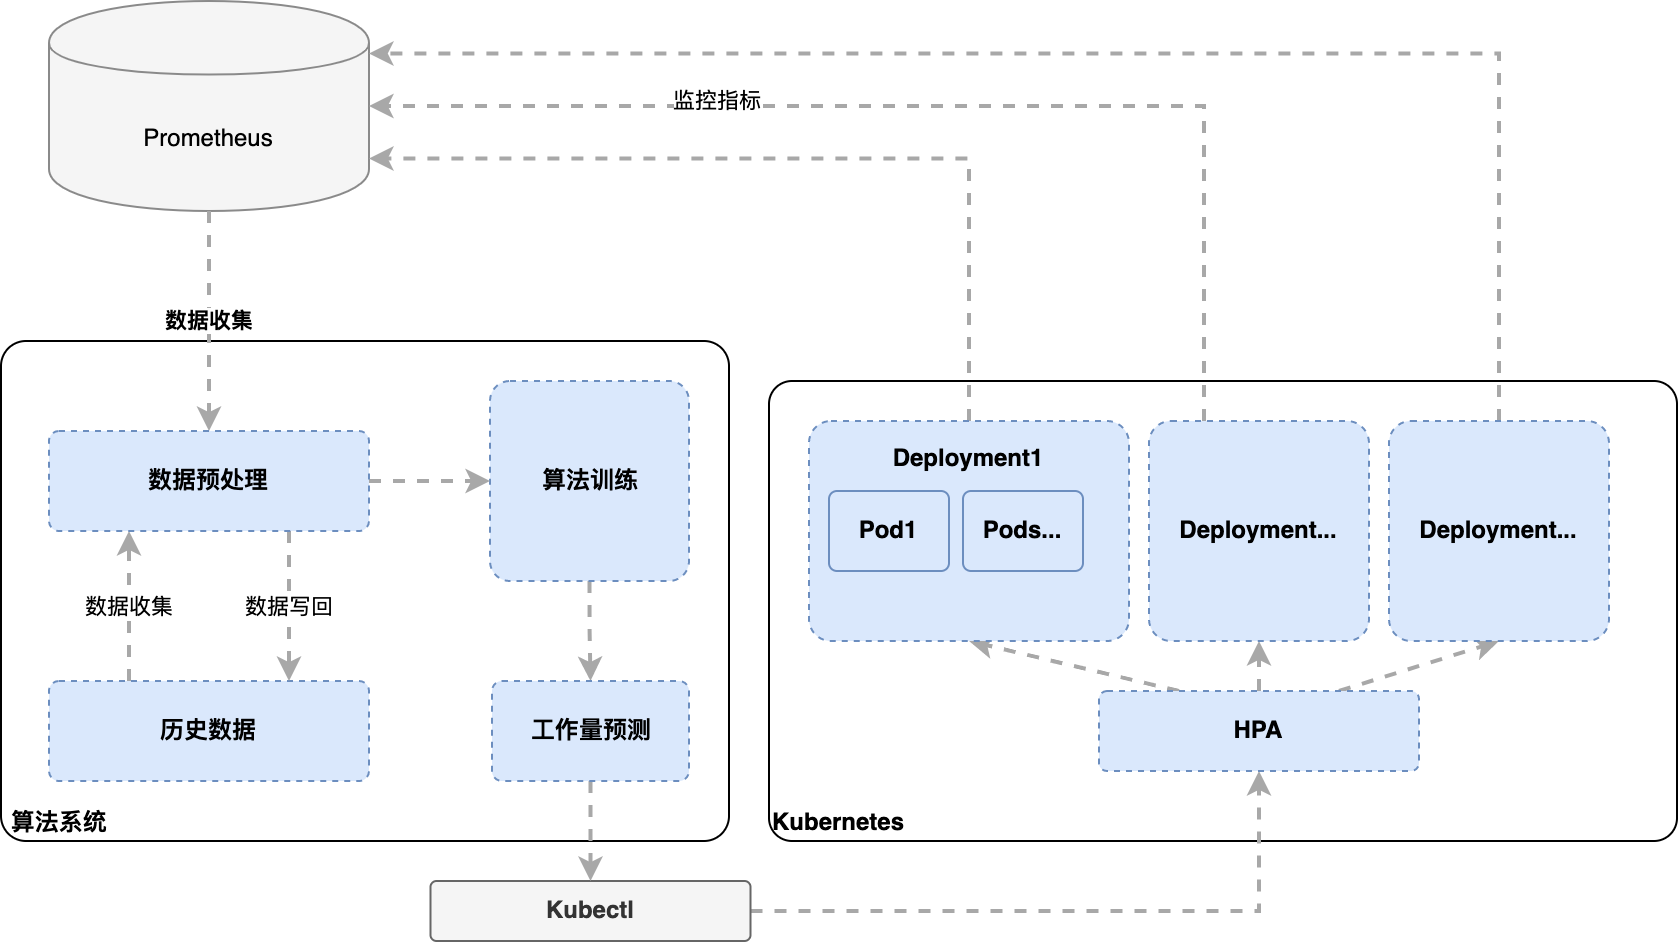 监控指标
Prometheus
数据收集
数据预处理
算法训练
数据收集
数据写回
历史数据
工作量预测
算法系统
Deployment1
Pod1
Pods...
Deployment...
Deployment...
HPA
Kubernetes
Kubectl